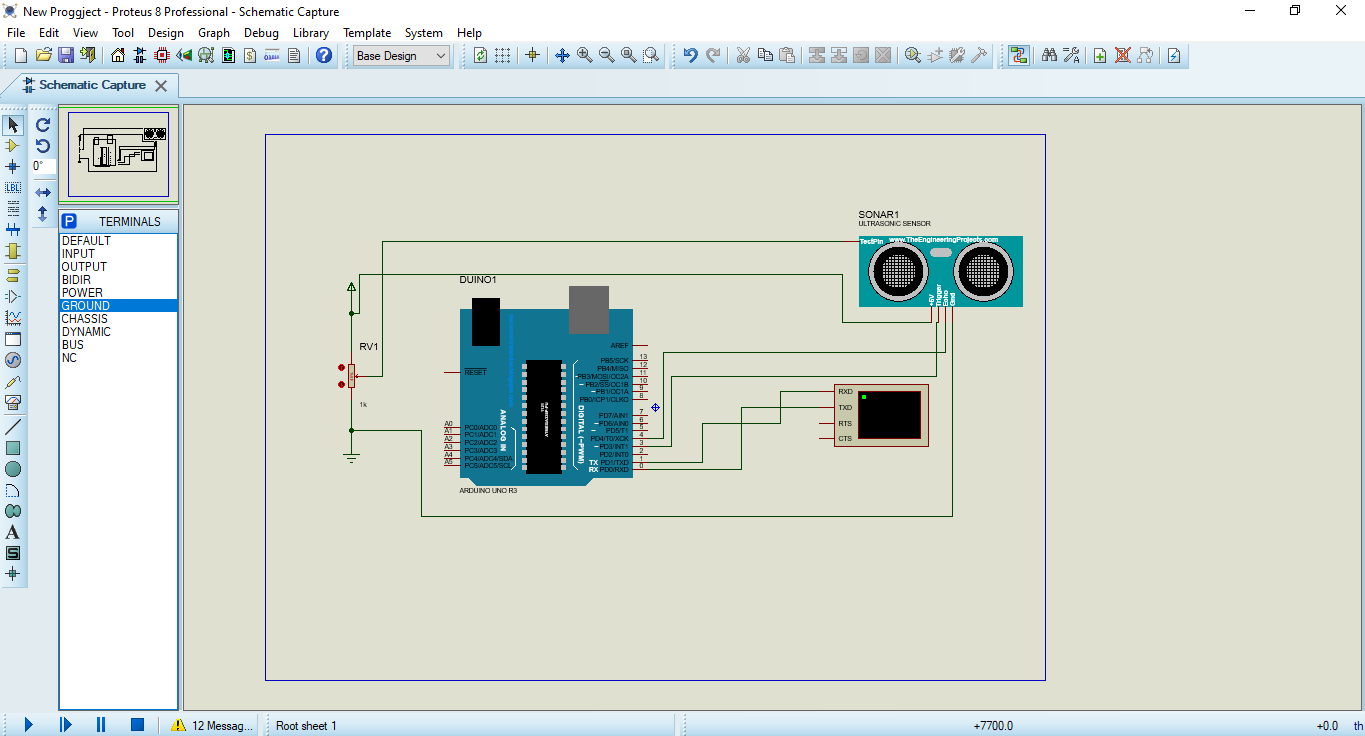 New Proggject - Proteus 8 Professional - Schematic Capture
File Edit View Tool Design Graph Debug Library Template System Help
Base Design
Schematic Capture
0°
LBL
P TERMINALS
DEFAULT
INPUT
OUTPUT
BIDIR
POWER
GROUND
CHASSIS
DYNAMIC
BUS
NC
A
S
SONAR1
ULTRASONIC SENSOR
TestPin www.TheEngineeringProjects.com
+5V
Trigger
Echo
Gnd
RV1
1k
DUINO1
RESET
AREF
PB5/SCK 13
PB4/MISO 12
~PB3/MOSI/OC2A 11
~PB2/SS/OC1B 10
~PB1/OC1A 9
PB0/ICP1/CLKO 8
PD7/AIN1 7
~PD6/AIN0 6
~PD5/T1 5
PD4/T0/XCK 4
~PD3/INT1 3
PD2/INT0 2
TX PD1/TXD 1
RX PD0/RXD 0
ANALOG IN
DIGITAL (~PWM)
A0 PC0/ADC0
A1 PC1/ADC1
A2 PC2/ADC2
A3 PC3/ADC3
A4 PC4/ADC4/SDA
A5 PC5/ADC5/SCL
ARDUINO UNO R3
RXD
TXD
RTS
CTS
12 Messag...
Root sheet 1
+7700.0
+0.0
th